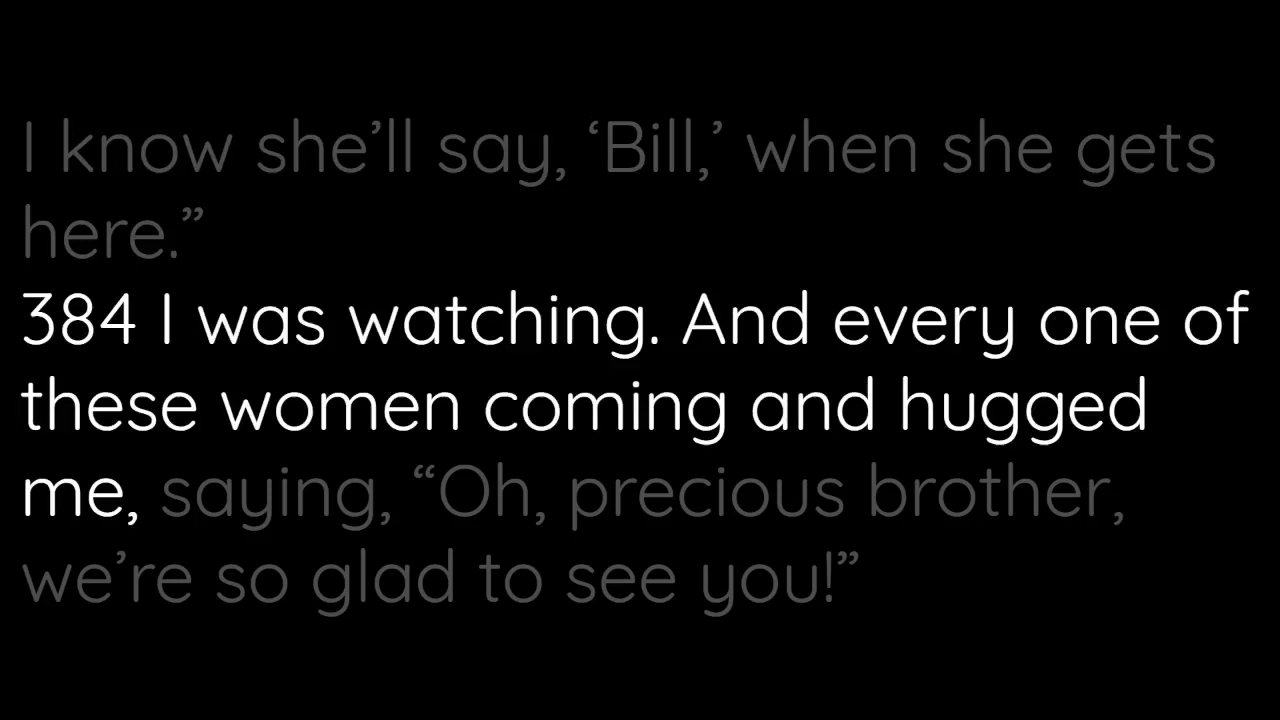 I know she’ll say, ‘Bill,’ when she gets
here.”
384 I was watching. And every one of
these women coming and hugged
me, saying, “Oh, precious brother,
we’re so glad to see you!”